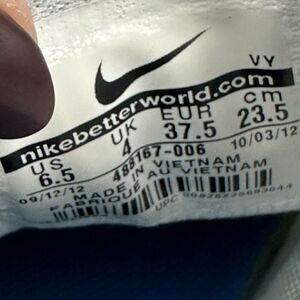 VY
nikebetterworld.com
US UK EUR cm
6.5 4 37.5 23.5
488167-006
09/12/12 10/03/12
MADE IN VIETNAM
FABRIQUE AU VIETNAM
UPC